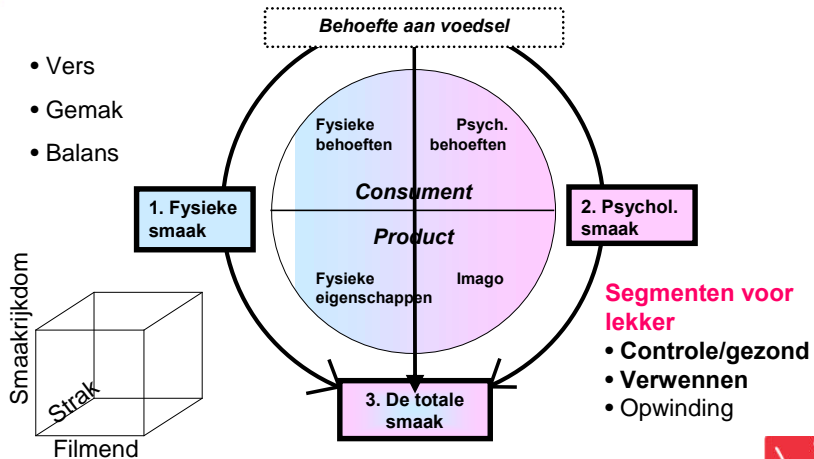 Behoefte aan voedsel
• Vers
• Gemak
• Balans
Fysieke
behoeften
Psych.
behoeften
Consument
1. Fysieke
smaak
2. Psychol.
smaak
Product
Fysieke
eigenschappen
Imago
Smaakrijkdom
Strak
Filmend
3. De totale
smaak
Segmenten voor
lekker
• Controle/gezond
• Verwennen
• Opwinding